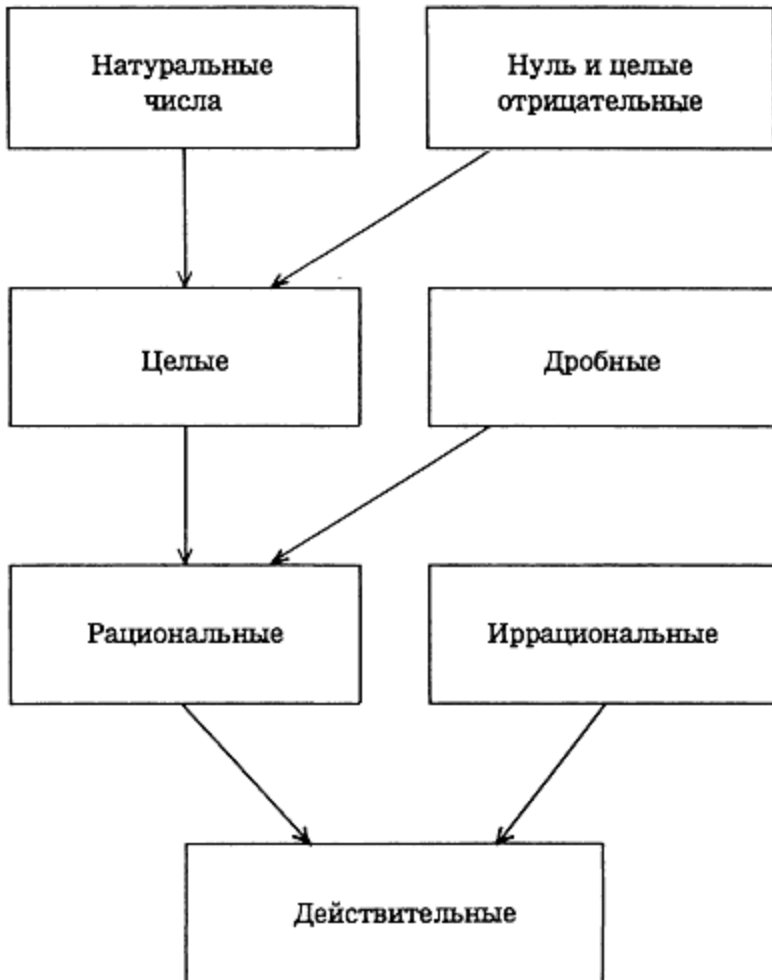 Натуральные
числа
Нуль и целые
отрицательные
Целые
Дробные
Рациональные
Иррациональные
Действительные